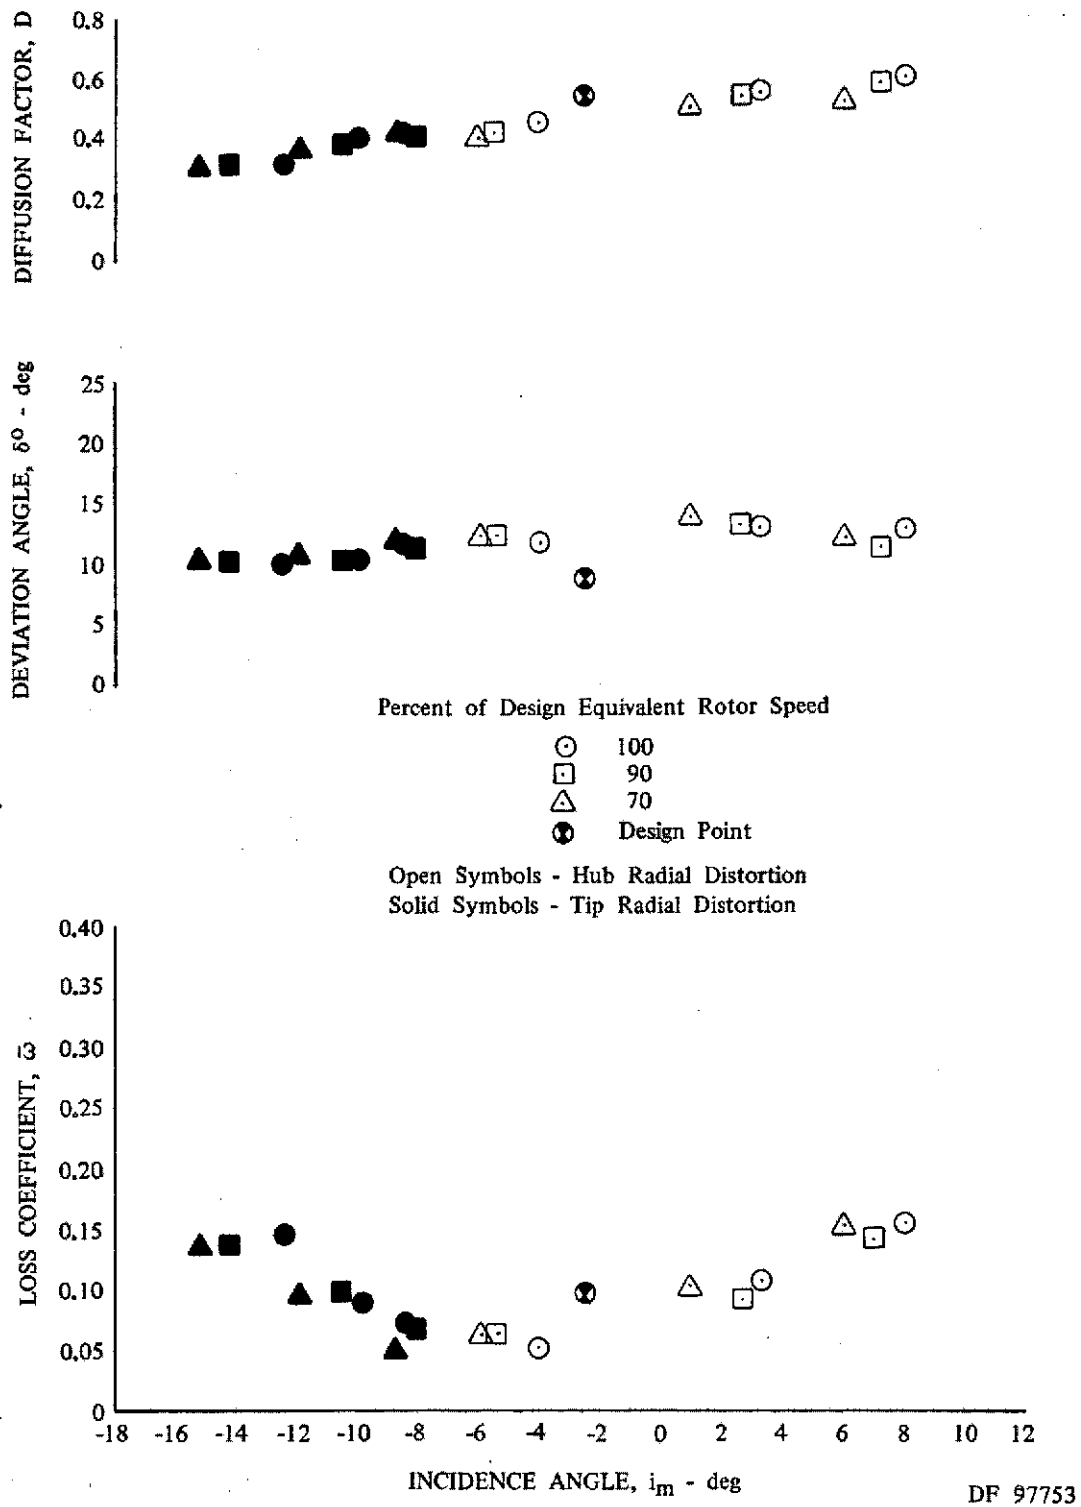 DIFFUSION FACTOR, D
0.8
0.6
0.4
0.2
0
DEVIATION ANGLE, δ° - deg
25
20
15
10
5
0
Percent of Design Equivalent Rotor Speed
100
90
70
Design Point
Open Symbols - Hub Radial Distortion
Solid Symbols - Tip Radial Distortion
LOSS COEFFICIENT, ω̄
0.40
0.35
0.30
0.25
0.20
0.15
0.10
0.05
0
-18 -16 -14 -12 -10 -8 -6 -4 -2 0 2 4 6 8 10 12
INCIDENCE ANGLE, im - deg
DF 97753